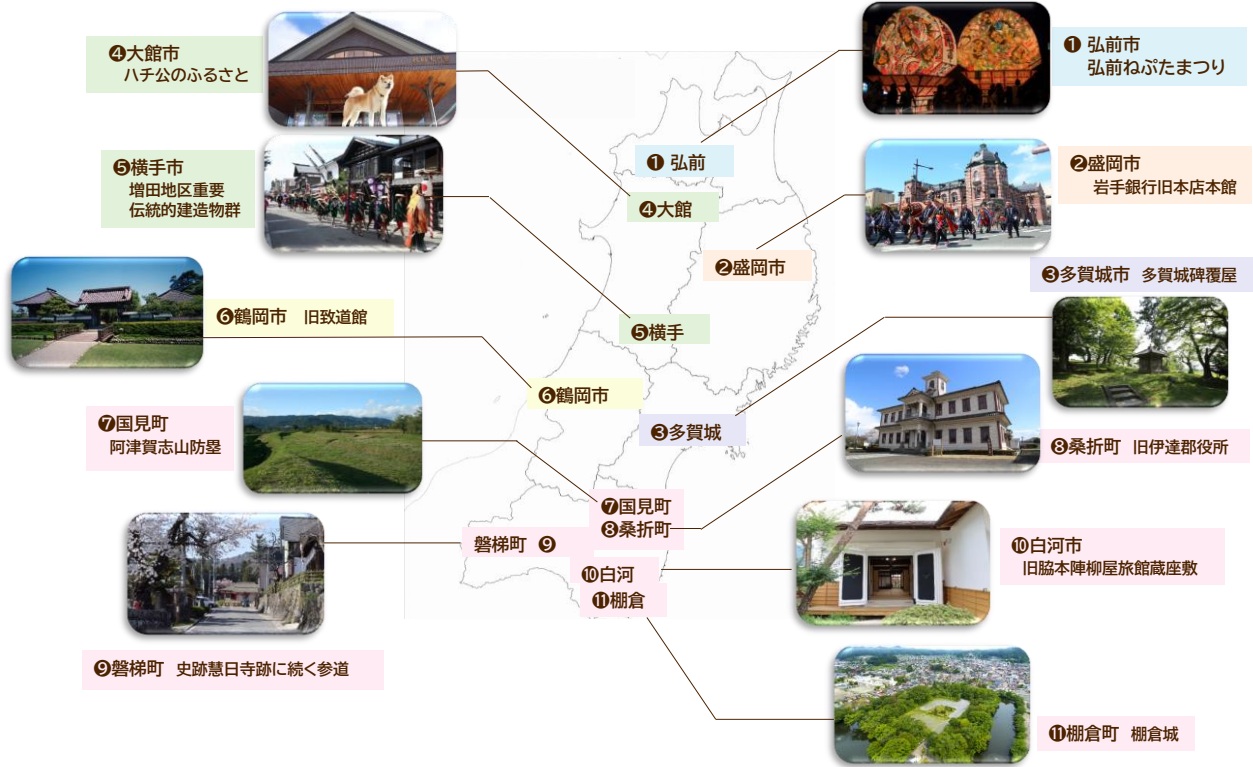 ❹大館市
ハチ公のふるさと
❶ 弘前市
弘前ねぷたまつり
❺横手市
増田地区重要
伝統的建造物群
❶ 弘前
❷盛岡市
岩手銀行旧本店本館
❹大館
❷盛岡市
❸多賀城市 多賀城碑覆屋
❻鶴岡市 旧致道館
❺横手
❻鶴岡市
❸多賀城
❼国見町
阿津賀志山防塁
❽桑折町 旧伊達郡役所
❼国見町
❽桑折町
磐梯町 ❾
❿白河
⓫棚倉
❿白河市
旧脇本陣柳屋旅館蔵座敷
❾磐梯町 史跡慧日寺跡に続く参道
⓫棚倉町 棚倉城